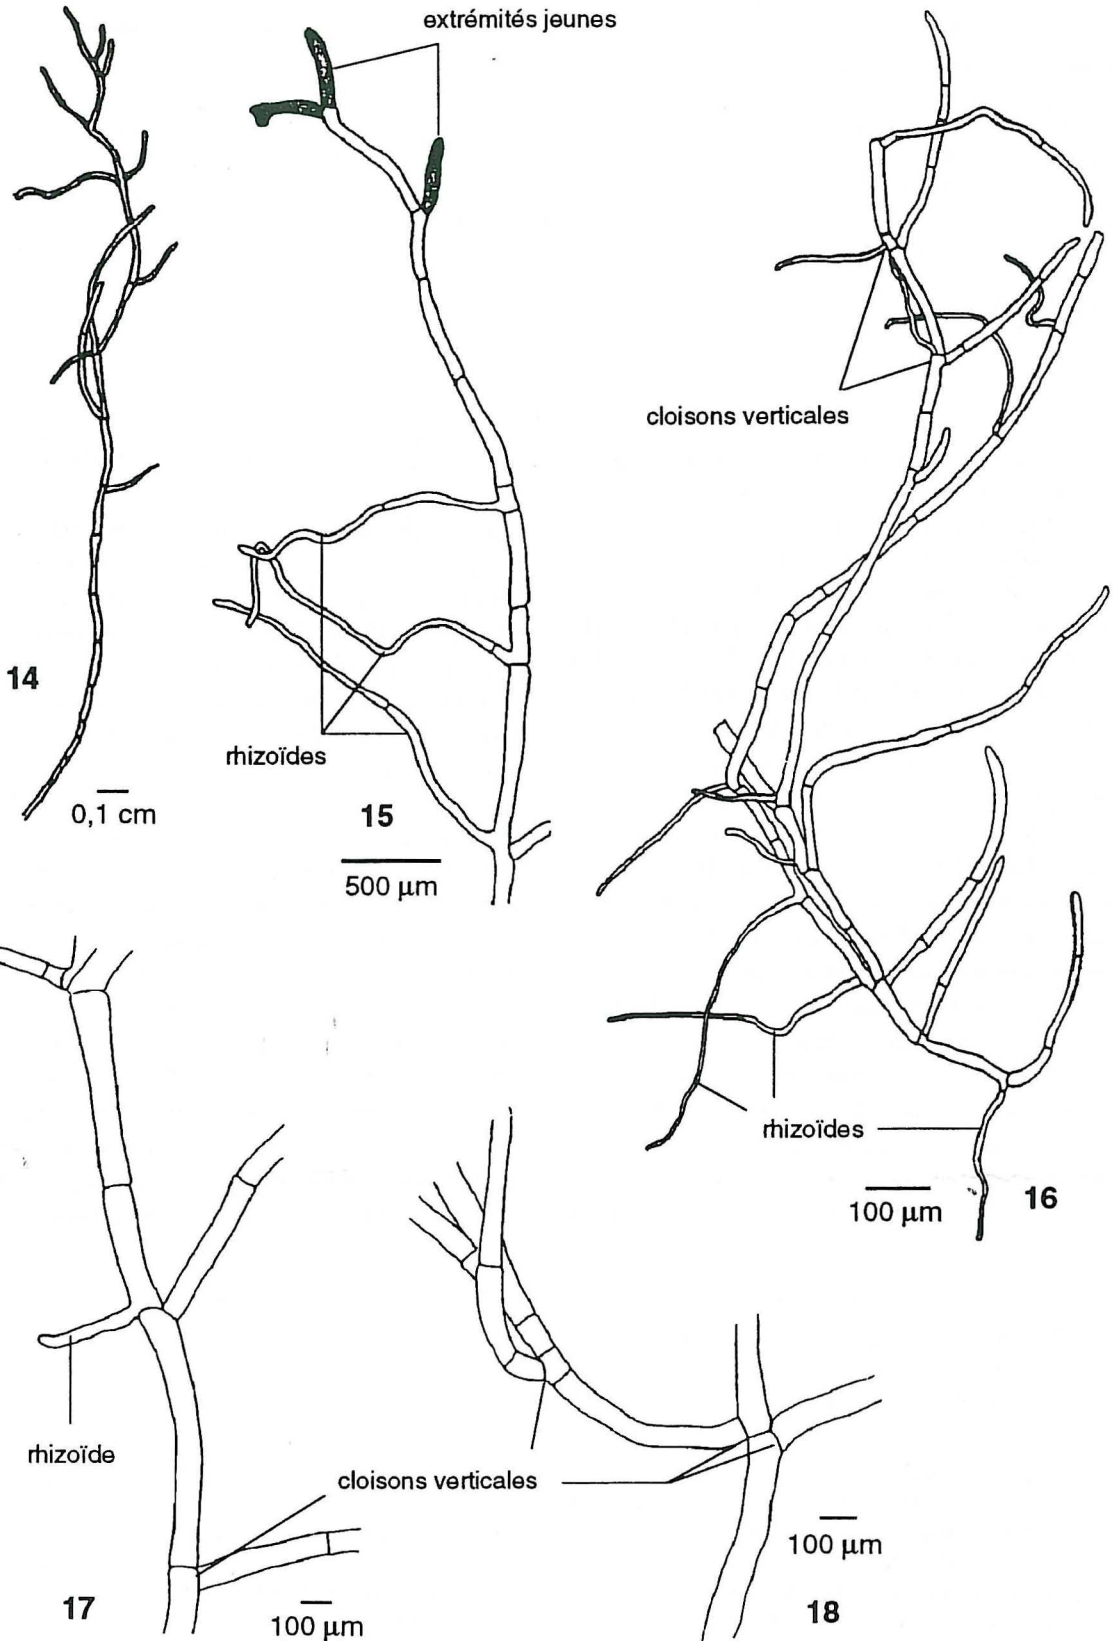 extrémités jeunes
cloisons verticales
14
0,1 cm
rhizoïdes
15
500 µm
rhizoïdes
100 µm
16
rhizoïde
cloisons verticales
17
100 µm
100 µm
18